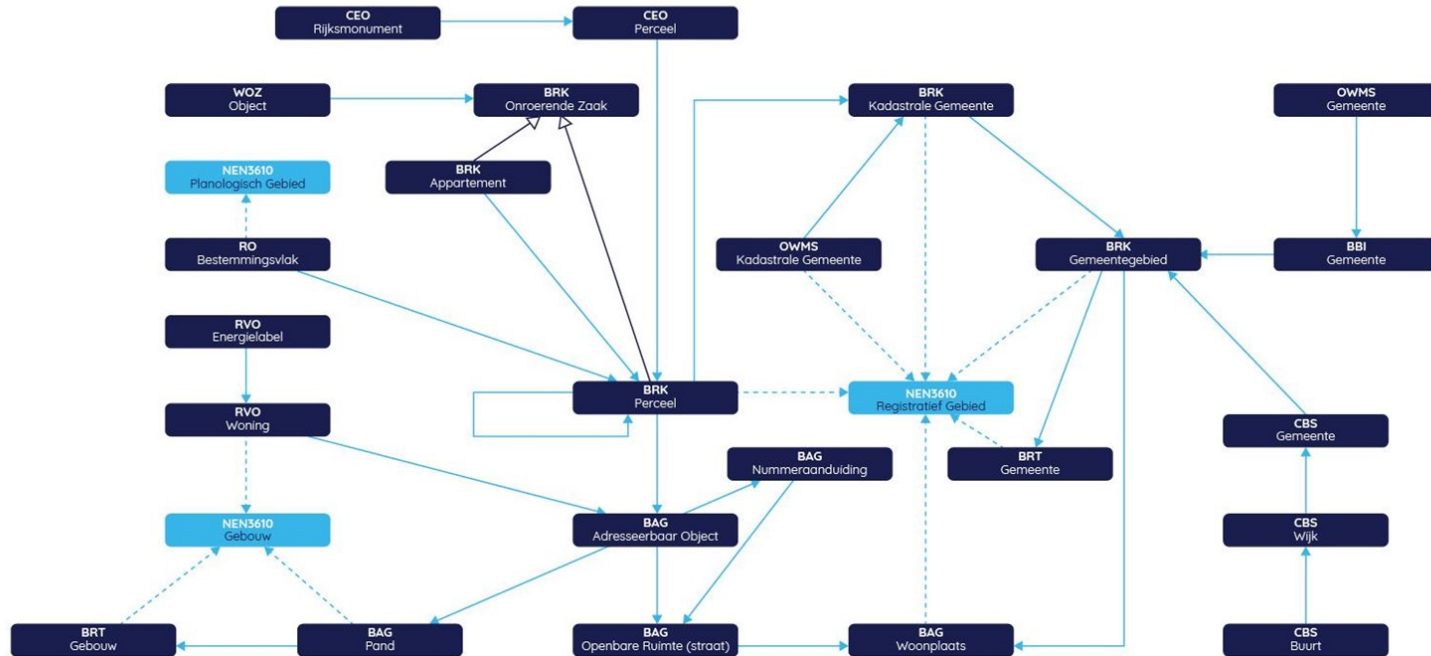 CEO
Rijksmonument
CEO
Perceel
WOZ
Object
BRK
Onroerende Zaak
BRK
Kadastrale Gemeente
OWMS
Gemeente
NEN3610
Planologisch Gebied
BRK
Appartement
RO
Bestemmingsvlak
OWMS
Kadastrale Gemeente
BRK
Gemeentegebied
BBI
Gemeente
RVO
Energielabel
BRK
Perceel
NEN3610
Registratief Gebied
RVO
Woning
CBS
Gemeente
BAG
Nummeraanduiding
BRT
Gemeente
NEN3610
Gebouw
BAG
Adresseerbaar Object
CBS
Wijk
BRT
Gebouw
BAG
Pand
BAG
Openbare Ruimte (straat)
BAG
Woonplaats
CBS
Buurt